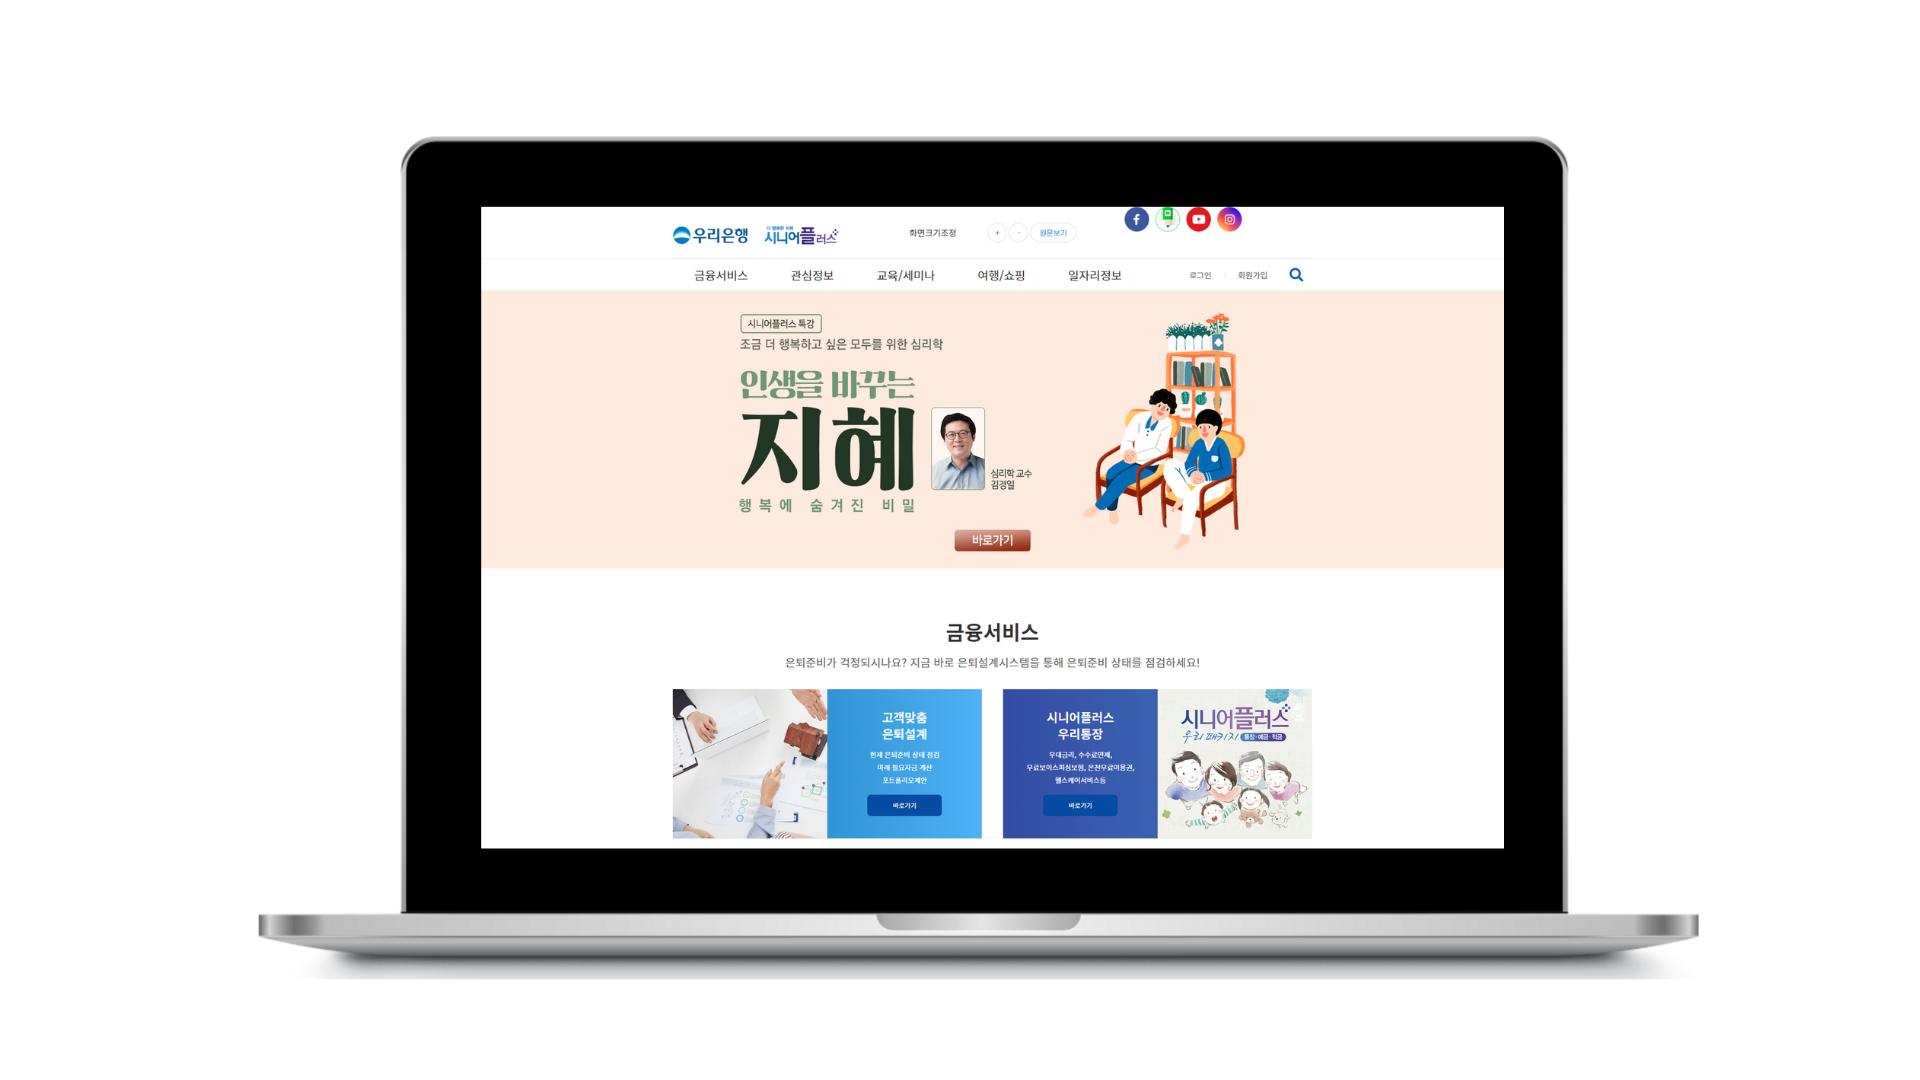 우리은행
더 행복한 미래
시니어플러스
화면크기조정
+
-
원문보기
금융서비스
관심정보
교육/세미나
여행/쇼핑
일자리정보
로그인
회원가입
시니어플러스 특강
조금 더 행복하고 싶은 모두를 위한 심리학
인생을 바꾸는
지혜
행복에 숨겨진 비밀
심리학 교수
김경일
바로가기
금융서비스
은퇴준비가 걱정되시나요? 지금 바로 은퇴설계시스템을 통해 은퇴준비 상태를 점검하세요!
고객맞춤
은퇴설계
현재 은퇴준비 상태 점검
미래 필요자금 계산
포트폴리오제안
바로가기
시니어플러스
우리통장
우대금리, 수수료면제,
무료보이스피싱보험, 온천무료이용권,
헬스케어서비스등
바로가기
시니어플러스
우리 패키지 통장·예금·적금